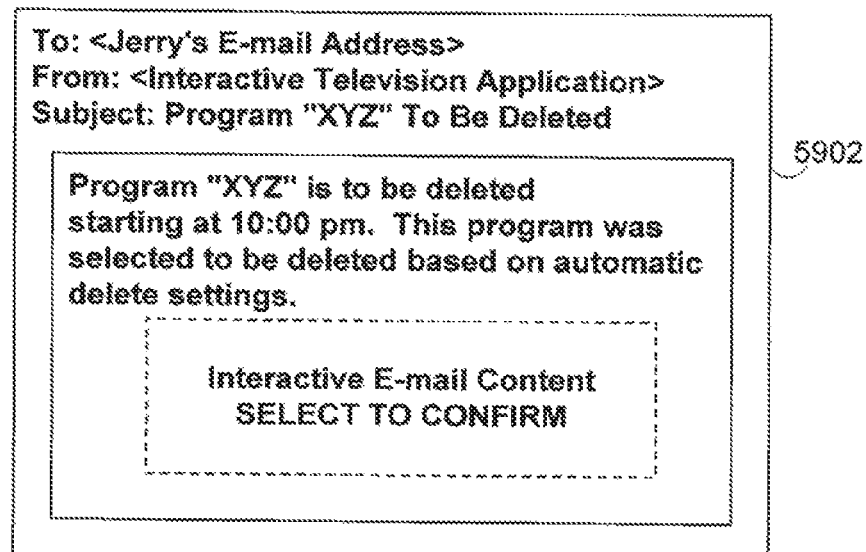 To: <Jerry's E-mail Address>
From: <Interactive Television Application>
Subject: Program "XYZ" To Be Deleted
5902
Program "XYZ" is to be deleted
starting at 10:00 pm. This program was
selected to be deleted based on automatic
delete settings.
Interactive E-mail Content
SELECT TO CONFIRM